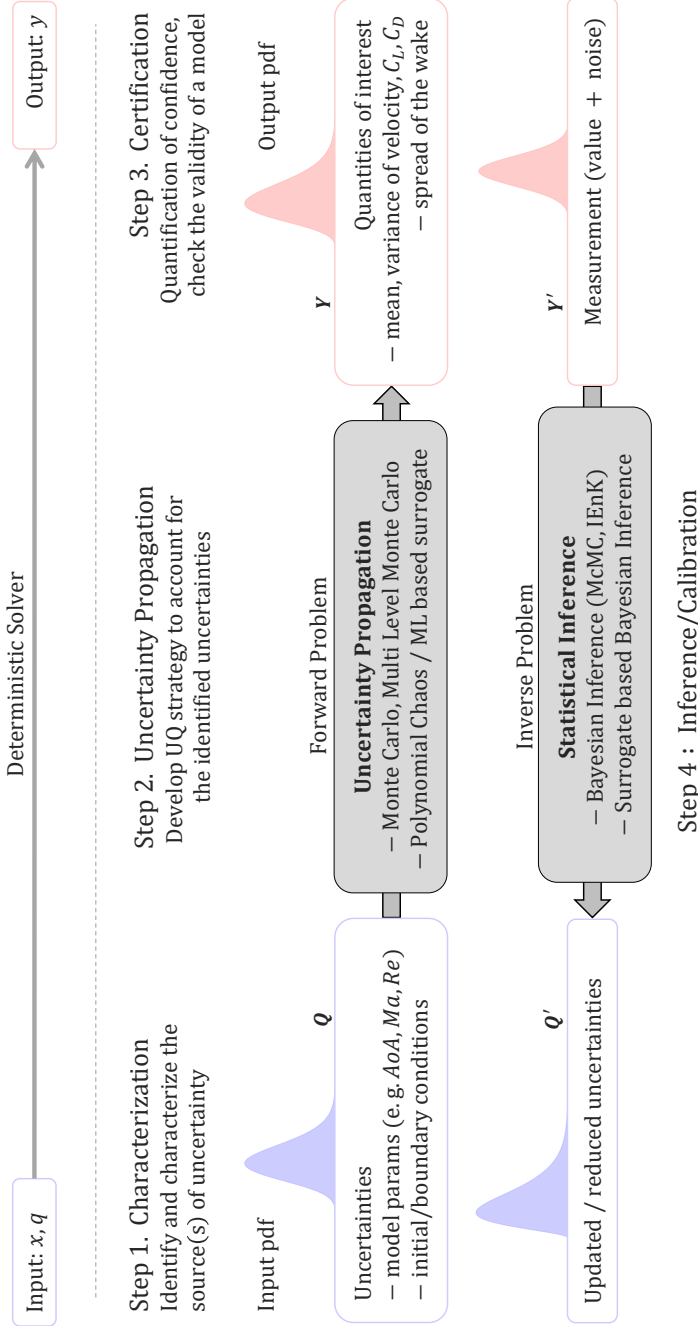 Deterministic Solver
Input: x, q
Output: y
Step 1. Characterization
Identify and characterize the
source(s) of uncertainty
Step 2. Uncertainty Propagation
Develop UQ strategy to account for
the identified uncertainties
Step 3. Certification
Quantification of confidence,
check the validity of a model
Input pdf
Q
Forward Problem
Y
Output pdf
Uncertainties
− model params (e. g. AoA, Ma, Re)
− initial/boundary conditions
Uncertainty Propagation
− Monte Carlo, Multi Level Monte Carlo
− Polynomial Chaos / ML based surrogate
Quantities of interest
− mean, variance of velocity, C_L, C_D
− spread of the wake
Q′
Inverse Problem
Y′
Updated / reduced uncertainties
Statistical Inference
− Bayesian Inference (McMC, IEnK)
− Surrogate based Bayesian Inference
Measurement (value + noise)
Step 4 : Inference/Calibration